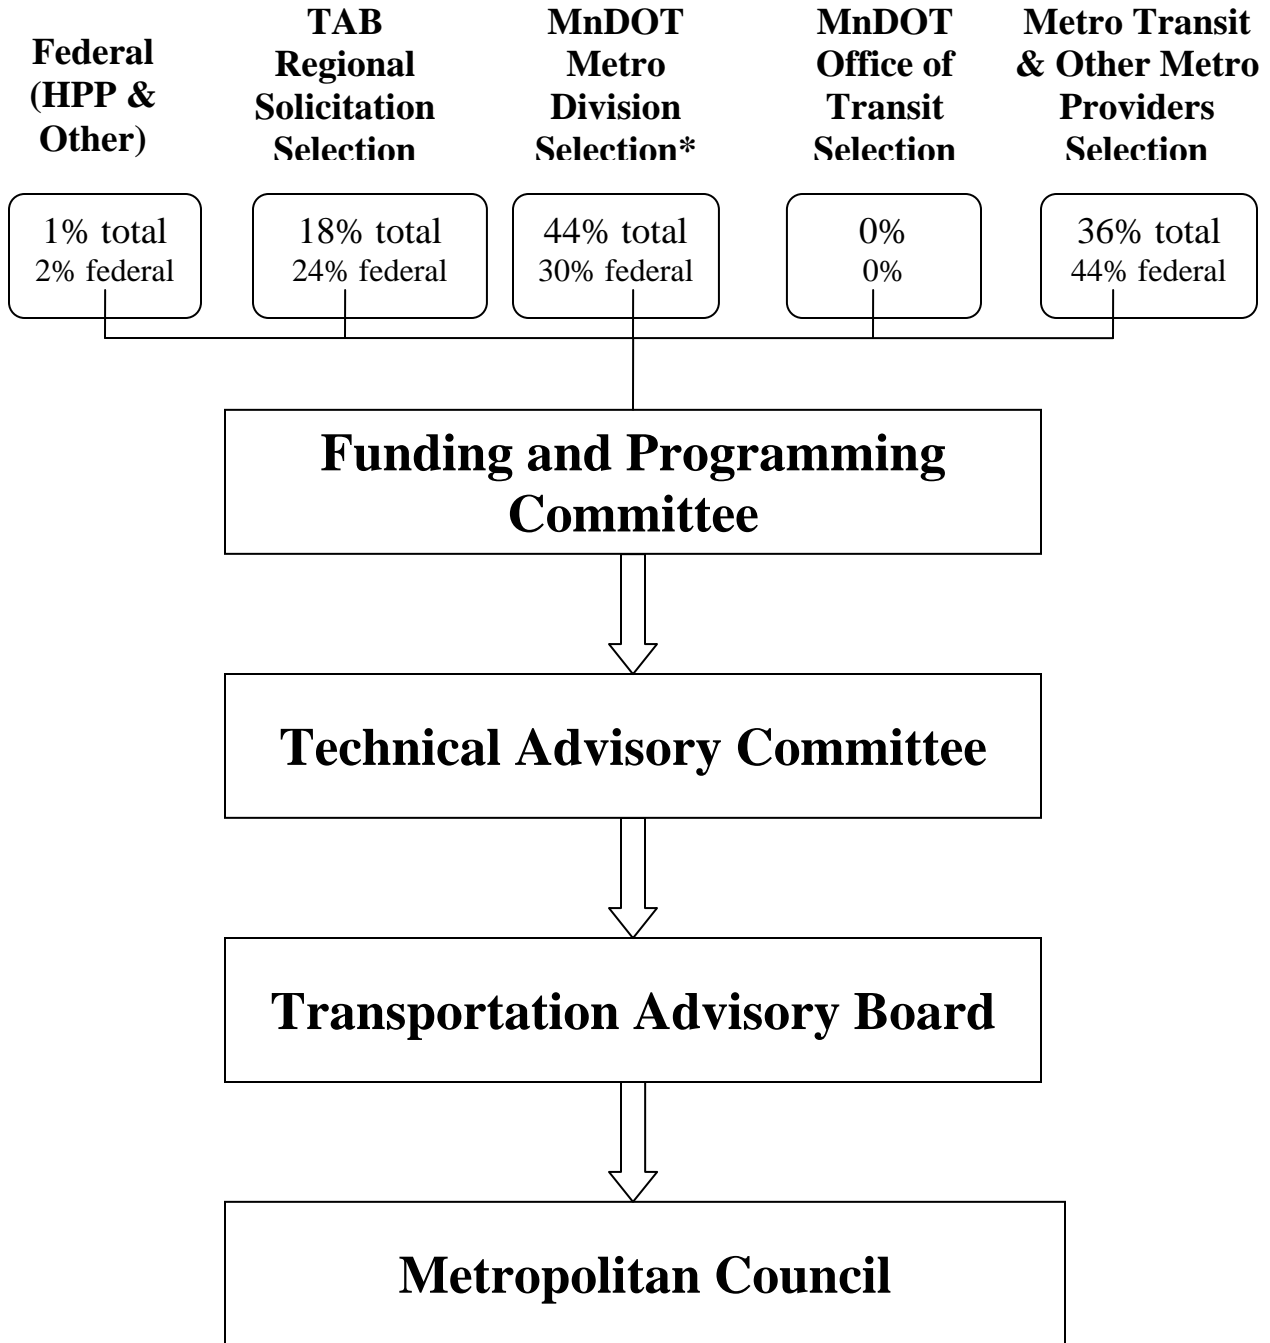 Federal
(HPP &
Other)
TAB
Regional
Solicitation
Selection
MnDOT
Metro
Division
Selection*
MnDOT
Office of
Transit
Selection
Metro Transit
& Other Metro
Providers
Selection
1% total
2% federal
18% total
24% federal
44% total
30% federal
0%
0%
36% total
44% federal
Funding and Programming
Committee
Technical Advisory Committee
Transportation Advisory Board
Metropolitan Council